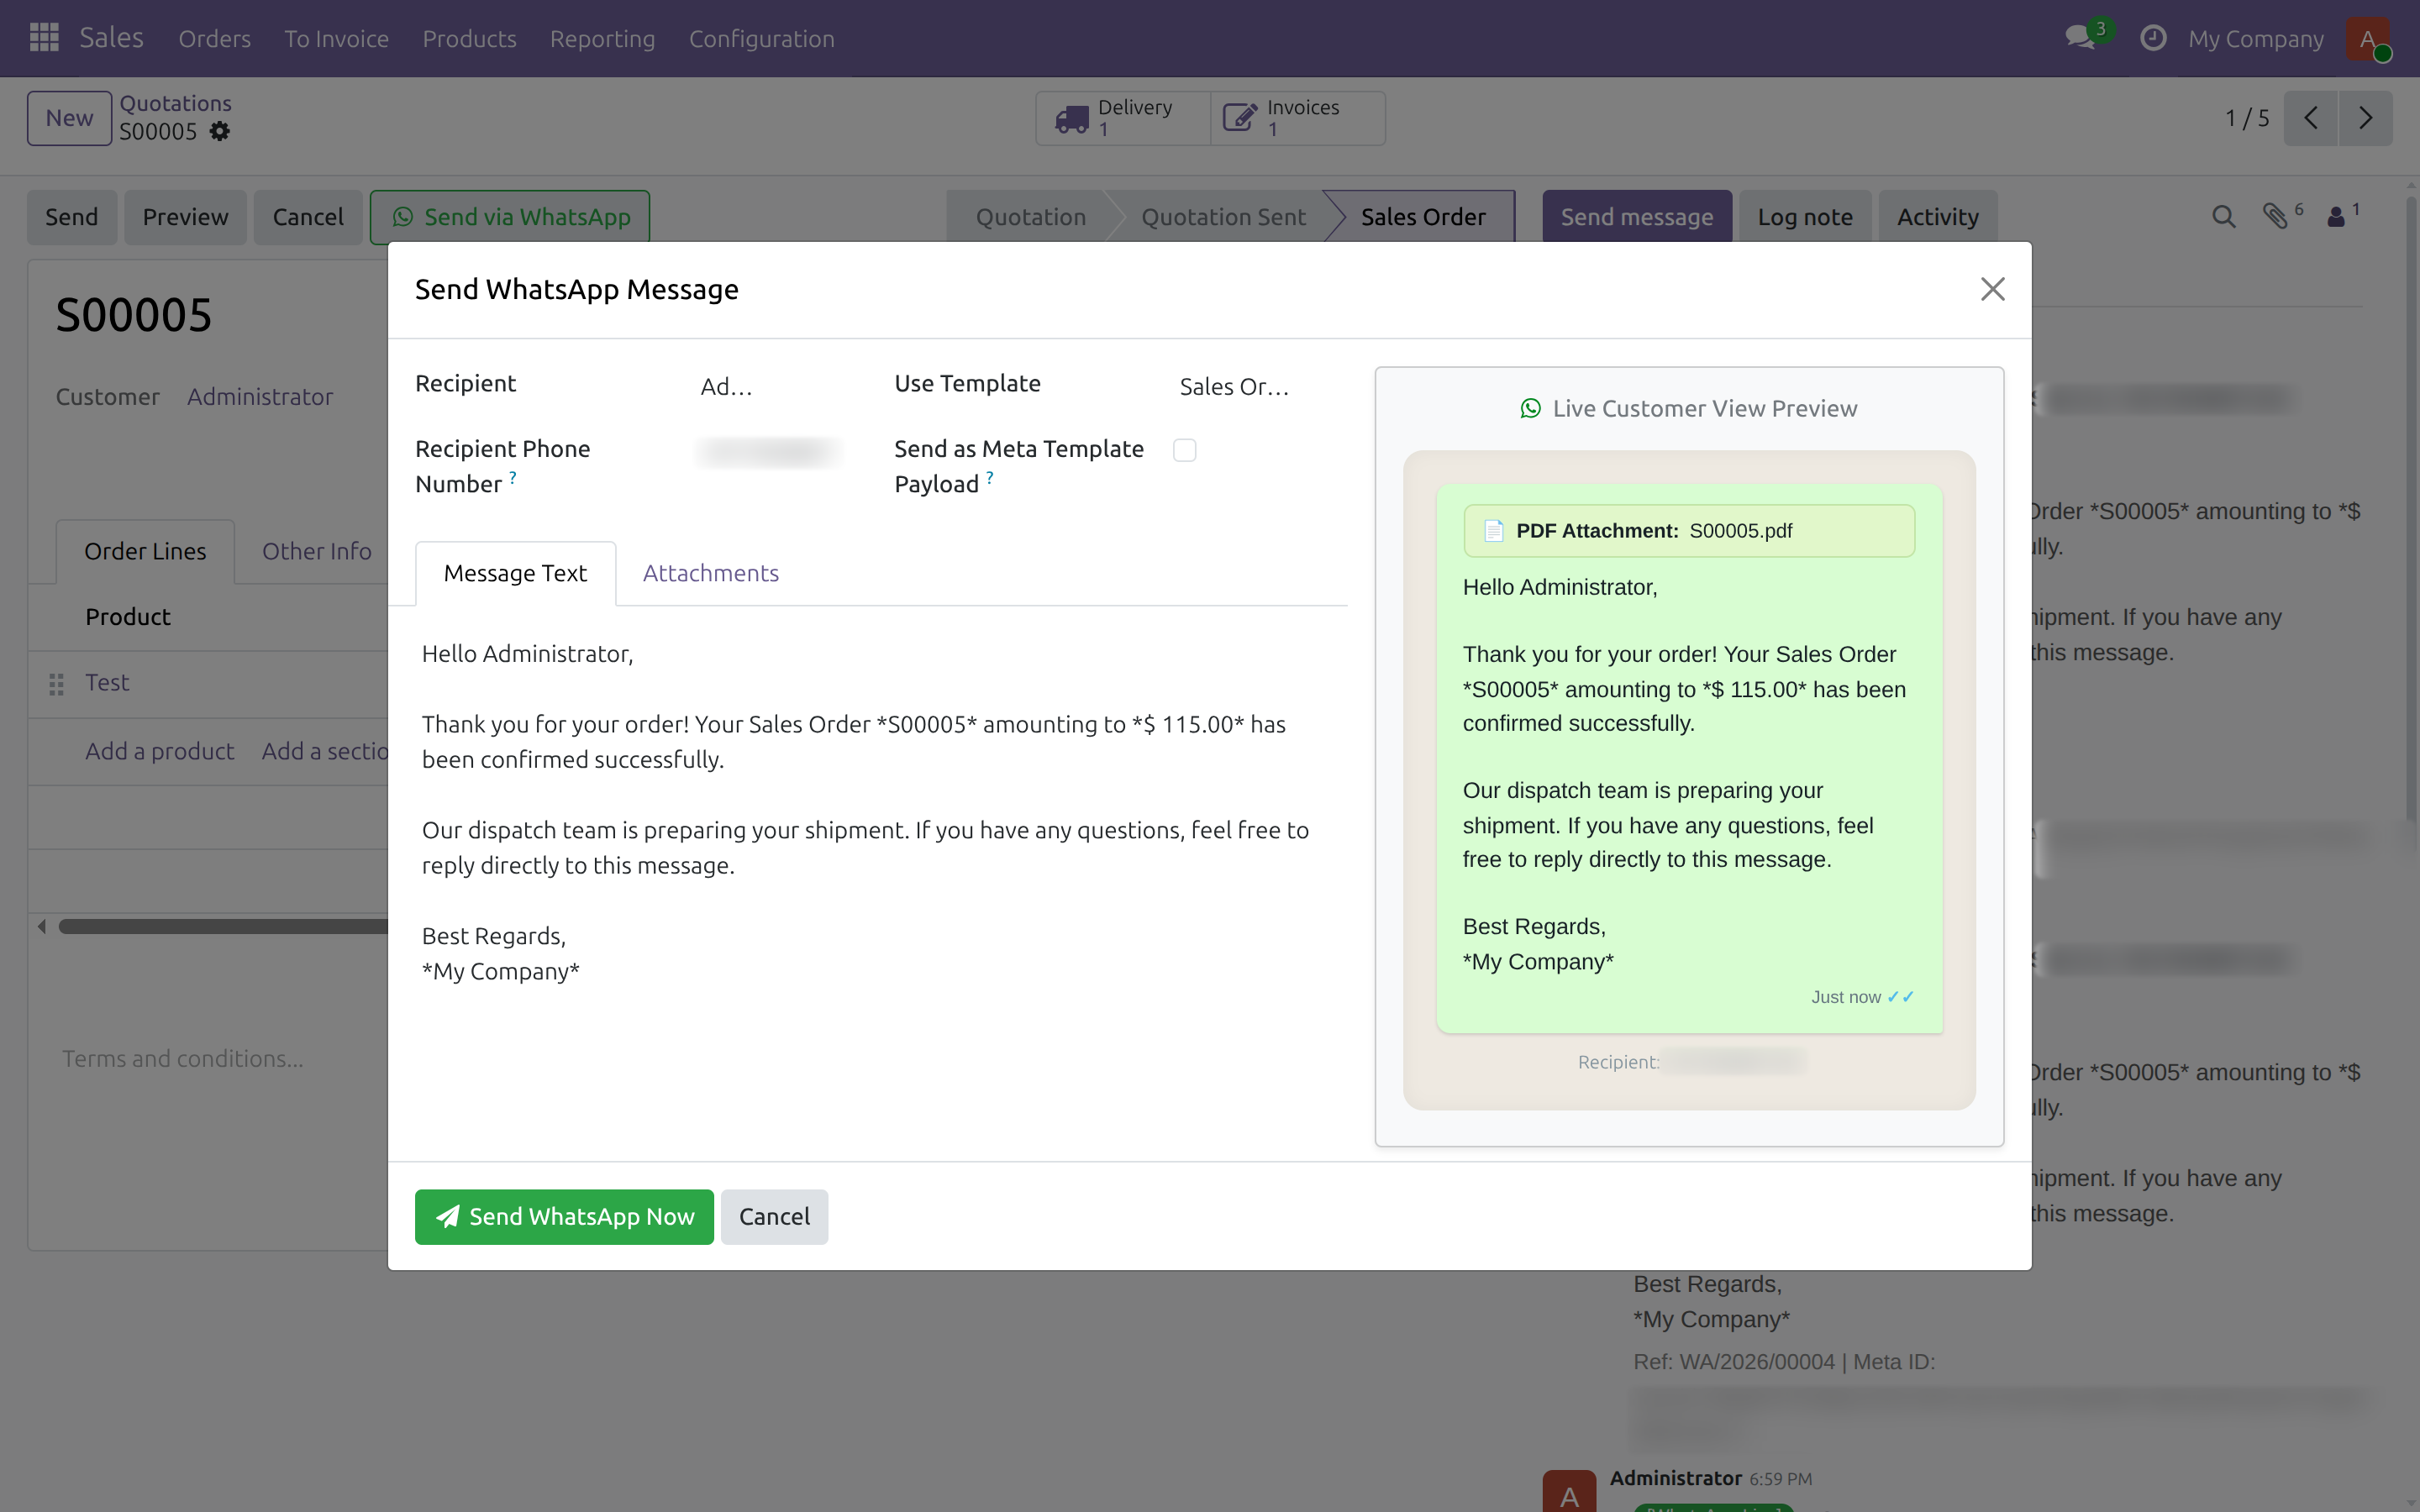 Sales Orders To Invoice Products Reporting Configuration
3 My Company A
New Quotations
S00005
Delivery
1
Invoices
1
1 / 5
Send Preview Cancel Send via WhatsApp
Quotation Quotation Sent Sales Order
Send message Log note Activity
6 1
S00005
Customer Administrator
Order Lines Other Info
Product
Test
Add a product Add a sectio
Terms and conditions...
Send WhatsApp Message
Recipient Ad...
Use Template Sales Or...
Recipient Phone
Number ?
Send as Meta Template
Payload ?
Message Text Attachments
Hello Administrator,
Thank you for your order! Your Sales Order *S00005* amounting to *$ 115.00* has
been confirmed successfully.
Our dispatch team is preparing your shipment. If you have any questions, feel free to
reply directly to this message.
Best Regards,
*My Company*
Live Customer View Preview
PDF Attachment: S00005.pdf
Hello Administrator,
Thank you for your order! Your Sales Order
*S00005* amounting to *$ 115.00* has been
confirmed successfully.
Our dispatch team is preparing your
shipment. If you have any questions, feel
free to reply directly to this message.
Best Regards,
*My Company*
Just now ✓✓
Recipient:
Send WhatsApp Now Cancel
Order *S00005* amounting to *$
ully.
hipment. If you have any
this message.
Order *S00005* amounting to *$
ully.
hipment. If you have any
this message.
Best Regards,
*My Company*
Ref: WA/2026/00004 | Meta ID:
A Administrator 6:59 PM